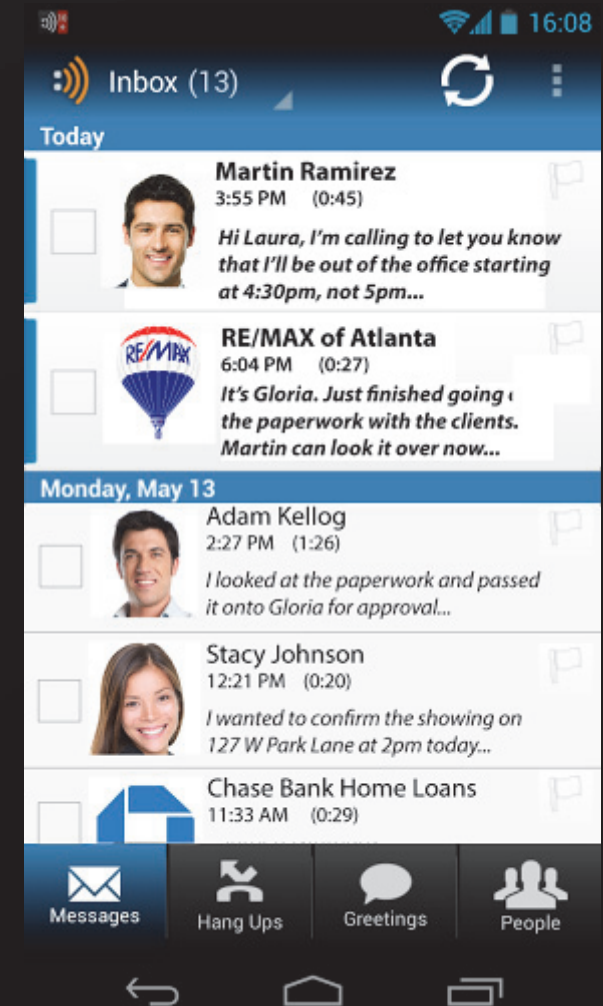 16:08
Inbox (13)
Today
Martin Ramirez
3:55 PM (0:45)
Hi Laura, I'm calling to let you know
that I'll be out of the office starting
at 4:30pm, not 5pm...
RE/MAX
RE/MAX of Atlanta
6:04 PM (0:27)
It's Gloria. Just finished going
the paperwork with the clients.
Martin can look it over now...
Monday, May 13
Adam Kellog
2:27 PM (1:26)
I looked at the paperwork and passed
it onto Gloria for approval...
Stacy Johnson
12:21 PM (0:20)
I wanted to confirm the showing on
127 W Park Lane at 2pm today...
Chase Bank Home Loans
11:33 AM (0:29)
Messages
Hang Ups
Greetings
People